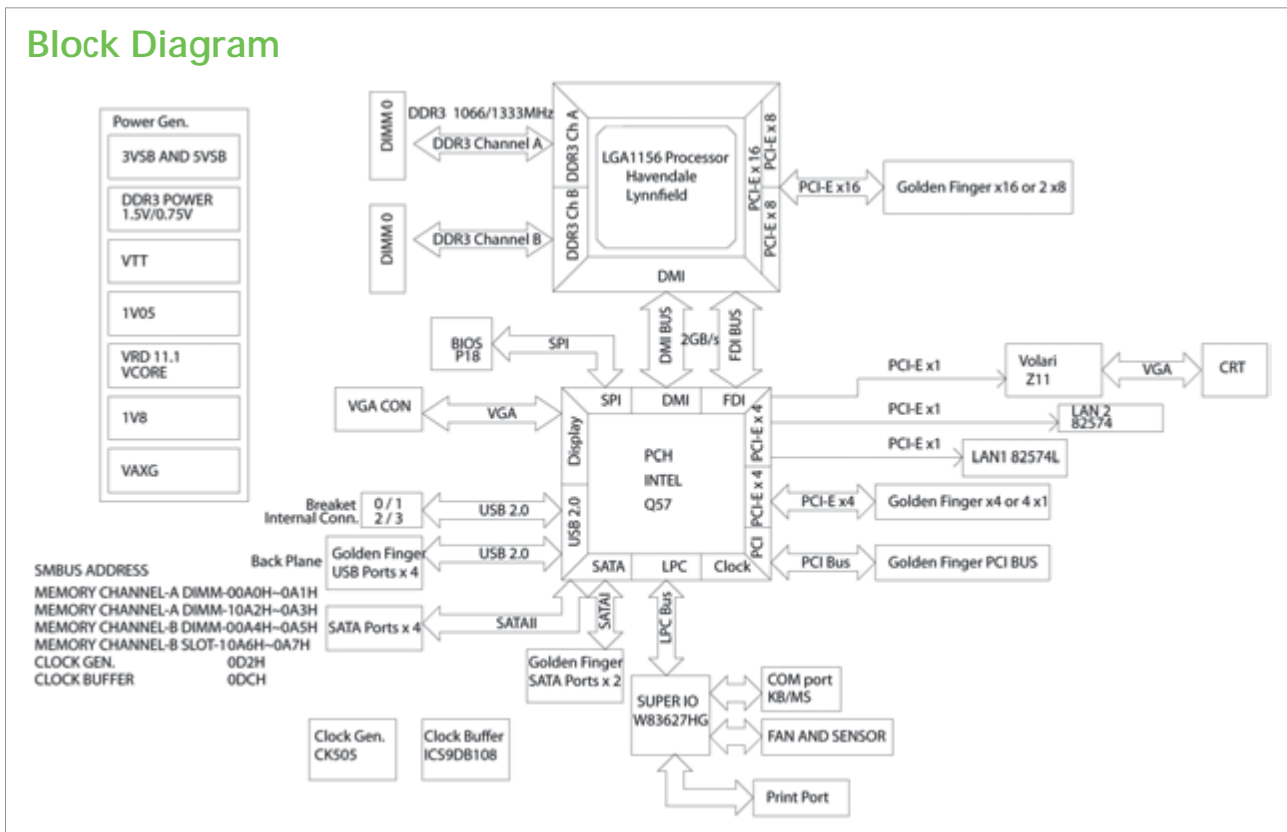 Block Diagram
Power Gen.
3VSB AND 5VSB
DDR3 POWER
1.5V/0.75V
VTT
1V05
VRD 11.1
VCORE
1V8
VAXG
DIMM 0
DDR3 1066/1333MHz
DDR3 Channel A
DDR3 Ch A
DIMM 0
DDR3 Channel B
DDR3 Ch B
LGA1156 Processor
Havendale
Lynnfield
PCI-E x 16
PCI-E x 8
PCI-E x 8
PCI-E x16
Golden Finger x16 or 2 x8
DMI
DMI BUS
2GB/s
FDI BUS
BIOS
P18
SPI
VGA CON
VGA
SPI
DMI
FDI
Display
USB 2.0
PCH
INTEL
Q57
PCI-E x 4
PCI-E x 4
PCI
SATA
LPC
Clock
PCI-E x1
Volari
Z11
VGA
CRT
PCI-E x1
LAN 2
82574
PCI-E x1
LAN1 82574L
PCI-E x4
Golden Finger x4 or 4 x1
PCI Bus
Golden Finger PCI BUS
Breaket
Internal Conn.
0 / 1
2 / 3
USB 2.0
Back Plane
Golden Finger
USB Ports x 4
USB 2.0
SATA Ports x 4
SATAII
SATAI
Golden Finger
SATA Ports x 2
LPC Bus
SUPER IO
W83627HG
COM port
KB/MS
FAN AND SENSOR
Print Port
SMBUS ADDRESS
MEMORY CHANNEL-A DIMM-00A0H~0A1H
MEMORY CHANNEL-A DIMM-10A2H~0A3H
MEMORY CHANNEL-B DIMM-00A4H~0A5H
MEMORY CHANNEL-B SLOT-10A6H~0A7H
CLOCK GEN. 0D2H
CLOCK BUFFER 0DCH
Clock Gen.
CK505
Clock Buffer
ICS9DB108